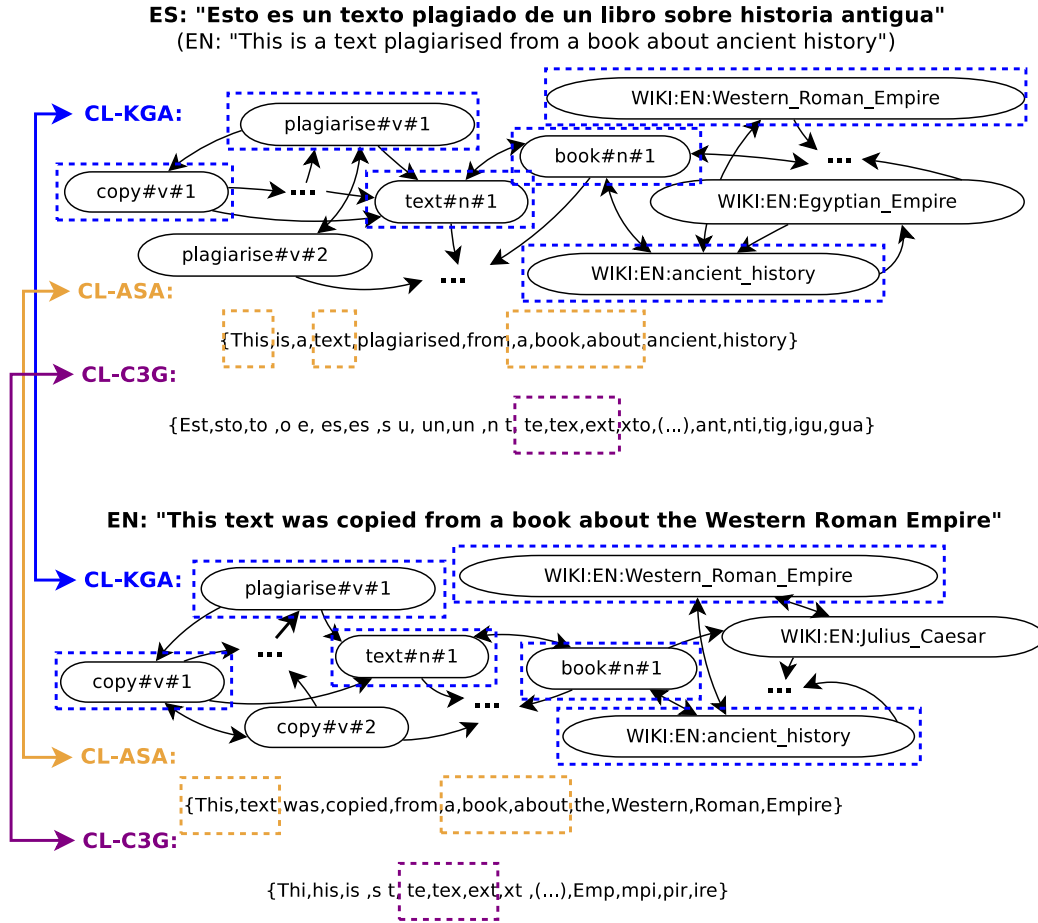 ES: "Esto es un texto plagiado de un libro sobre historia antigua"
(EN: "This is a text plagiarised from a book about ancient history")
CL-KGA:
WIKI:EN:Western_Roman_Empire
plagiarise#v#1
book#n#1
...
copy#v#1
...
text#n#1
WIKI:EN:Egyptian_Empire
plagiarise#v#2
...
WIKI:EN:ancient_history
CL-ASA:
{This,is,a,text,plagiarised,from,a,book,about,ancient,history}
CL-C3G:
{Est,sto,to ,o e, es,es ,s u, un,un ,n t, te,tex,ext,xto,(...),ant,nti,tig,igu,gua}
EN: "This text was copied from a book about the Western Roman Empire"
CL-KGA:
plagiarise#v#1
WIKI:EN:Western_Roman_Empire
...
text#n#1
WIKI:EN:Julius_Caesar
copy#v#1
book#n#1
...
...
copy#v#2
WIKI:EN:ancient_history
CL-ASA:
{This,text,was,copied,from,a,book,about,the,Western,Roman,Empire}
CL-C3G:
{Thi,his,is ,s t, te,tex,ext,xt ,(...),Emp,mpi,pir,ire}